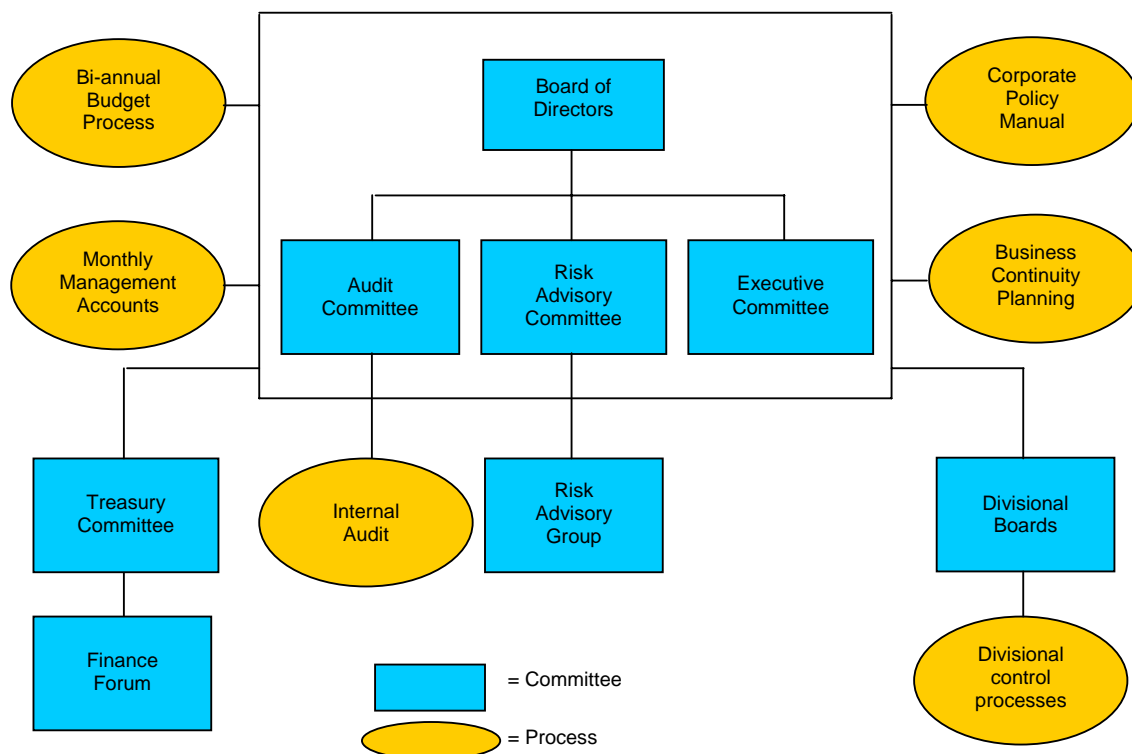 Bi-annual
Budget
Process
Board of
Directors
Corporate
Policy
Manual
Monthly
Management
Accounts
Audit
Committee
Risk
Advisory
Committee
Executive
Committee
Business
Continuity
Planning
Treasury
Committee
Internal
Audit
Risk
Advisory
Group
Divisional
Boards
Finance
Forum
Divisional
control
processes
= Committee
= Process